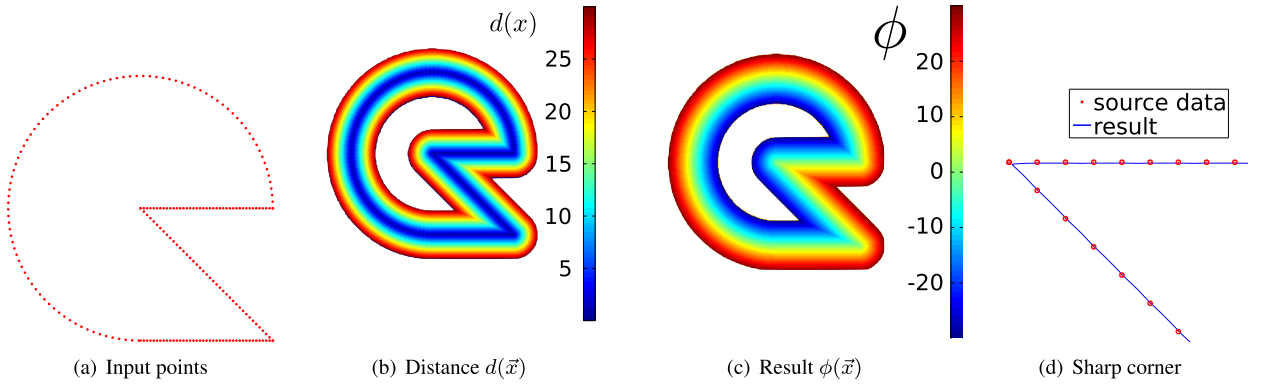 d(x)
25
20
15
10
5
ϕ
20
10
0
-10
-20
source data
result
(a) Input points
(b) Distance d(x⃗)
(c) Result ϕ(x⃗)
(d) Sharp corner